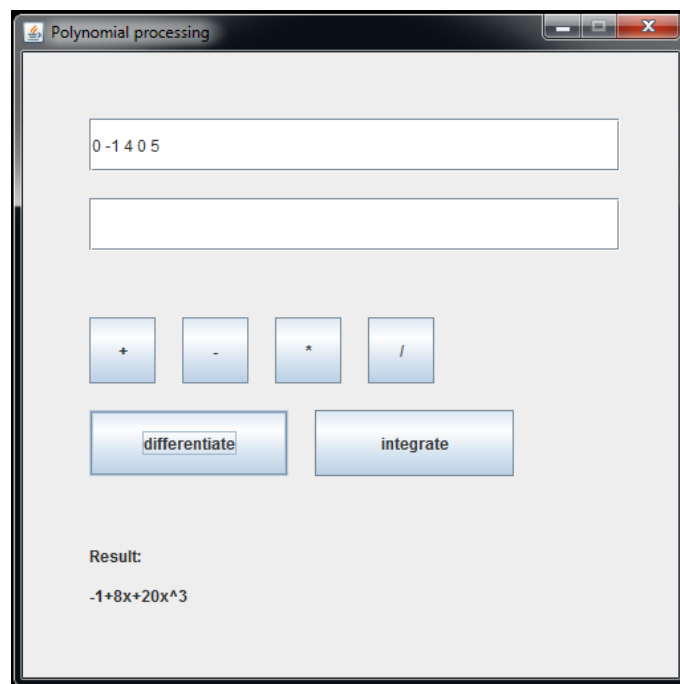 Polynomial processing
0 -1 4 0 5
+ - * /
differentiate integrate
Result:
-1+8x+20x^3